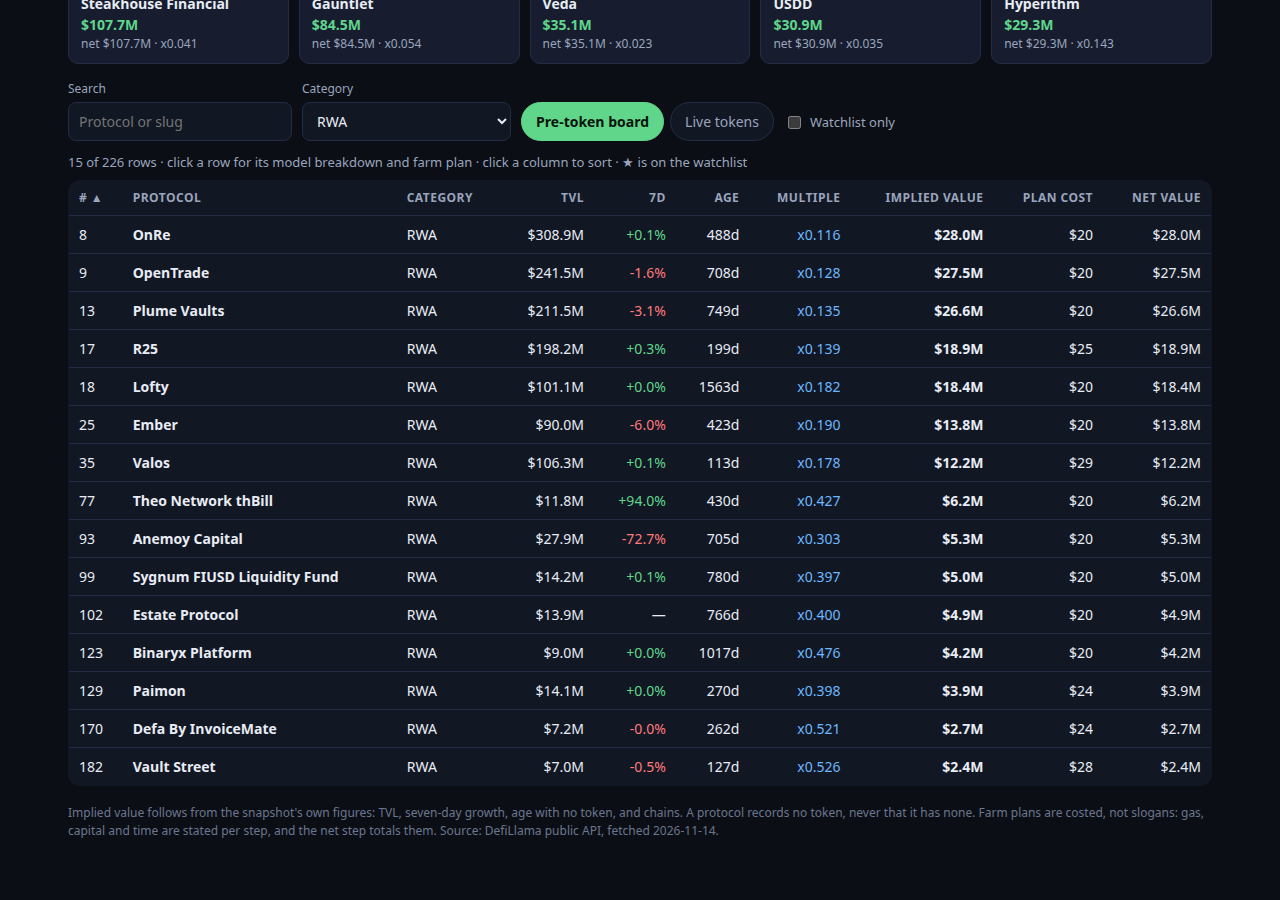 Steakhouse Financial Gauntlet Veda USDD Hyperithm
$107.7M $84.5M $35.1M $30.9M $29.3M
net $107.7M · x0.041 net $84.5M · x0.054 net $35.1M · x0.023 net $30.9M · x0.035 net $29.3M · x0.143
Search Category
Protocol or slug RWA Pre-token board Live tokens Watchlist only
15 of 226 rows · click a row for its model breakdown and farm plan · click a column to sort · ★ is on the watchlist
# ▲ PROTOCOL CATEGORY TVL 7D AGE MULTIPLE IMPLIED VALUE PLAN COST NET VALUE
8 OnRe RWA $308.9M +0.1% 488d x0.116 $28.0M $20 $28.0M
9 OpenTrade RWA $241.5M -1.6% 708d x0.128 $27.5M $20 $27.5M
13 Plume Vaults RWA $211.5M -3.1% 749d x0.135 $26.6M $20 $26.6M
17 R25 RWA $198.2M +0.3% 199d x0.139 $18.9M $25 $18.9M
18 Lofty RWA $101.1M +0.0% 1563d x0.182 $18.4M $20 $18.4M
25 Ember RWA $90.0M -6.0% 423d x0.190 $13.8M $20 $13.8M
35 Valos RWA $106.3M +0.1% 113d x0.178 $12.2M $29 $12.2M
77 Theo Network thBill RWA $11.8M +94.0% 430d x0.427 $6.2M $20 $6.2M
93 Anemoy Capital RWA $27.9M -72.7% 705d x0.303 $5.3M $20 $5.3M
99 Sygnum FIUSD Liquidity Fund RWA $14.2M +0.1% 780d x0.397 $5.0M $20 $5.0M
102 Estate Protocol RWA $13.9M — 766d x0.400 $4.9M $20 $4.9M
123 Binaryx Platform RWA $9.0M +0.0% 1017d x0.476 $4.2M $20 $4.2M
129 Paimon RWA $14.1M +0.0% 270d x0.398 $3.9M $24 $3.9M
170 Defa By InvoiceMate RWA $7.2M -0.0% 262d x0.521 $2.7M $24 $2.7M
182 Vault Street RWA $7.0M -0.5% 127d x0.526 $2.4M $28 $2.4M
Implied value follows from the snapshot's own figures: TVL, seven-day growth, age with no token, and chains. A protocol records no token, never that it has none. Farm plans are costed, not slogans: gas,
capital and time are stated per step, and the net step totals them. Source: DefiLlama public API, fetched 2026-11-14.